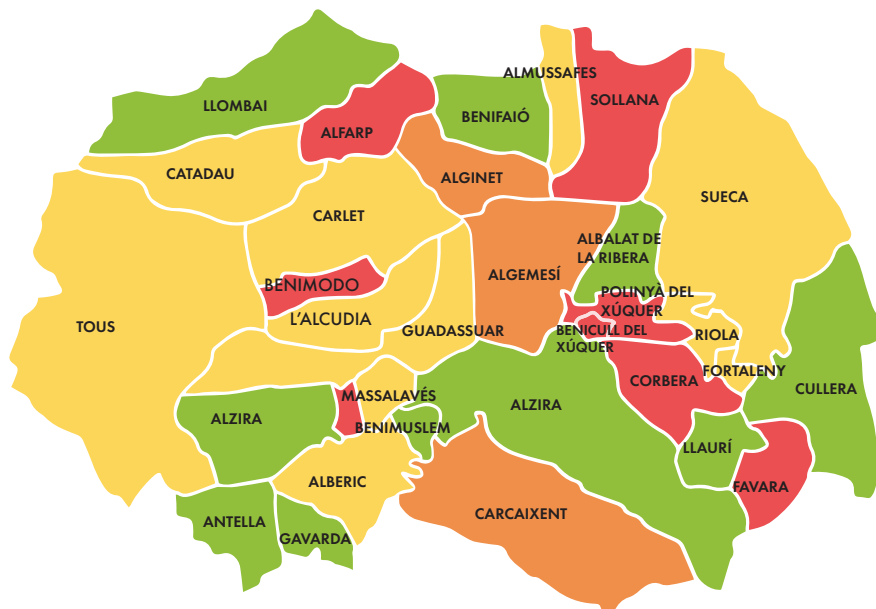 ALMUSSAFES
LLOMBAI
SOLLANA
BENIFAIÓ
ALFARP
CATADAU
ALGINET
SUECA
CARLET
ALBALAT DE
LA RIBERA
ALGEMESÍ
BENIMODO
POLINYÀ DEL
XÚQUER
L'ALCUDIA
TOUS
GUADASSUAR
BENICULL DEL
XÚQUER
RIOLA
FORTALENY
CORBERA
CULLERA
MASSALAVÉS
ALZIRA
ALZIRA
BENIMUSLEM
LLAURÍ
ALBERIC
FAVARA
CARCAIXENT
ANTELLA
GAVARDA